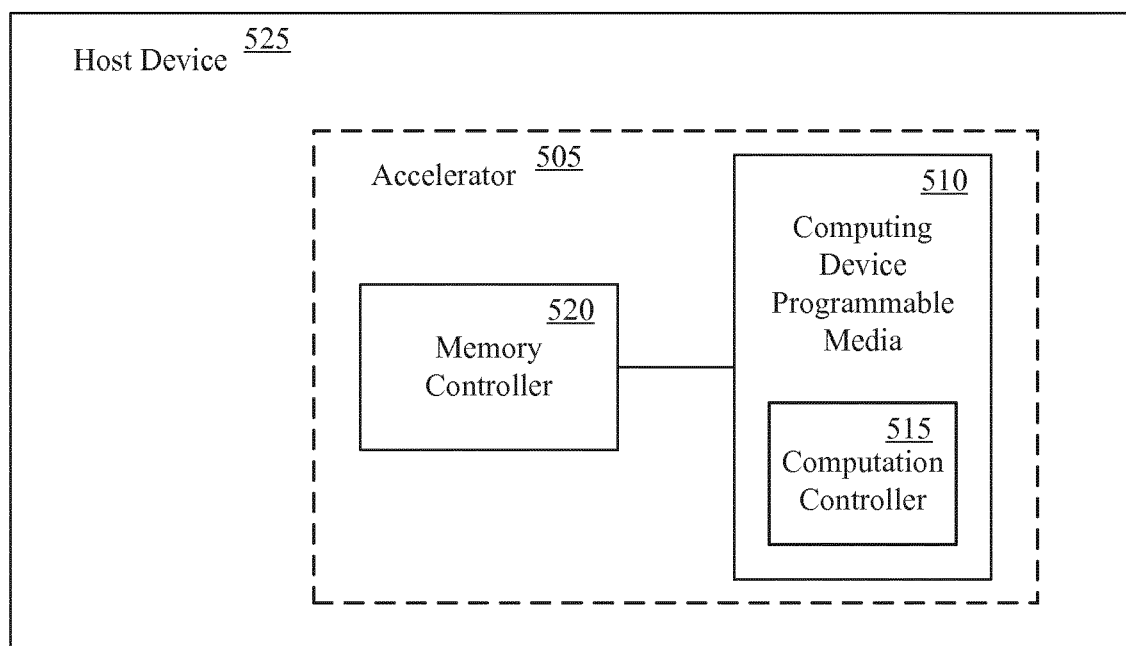 Host Device 525
Accelerator 505
510
Computing
Device
Programmable
Media
520
Memory
Controller
515
Computation
Controller